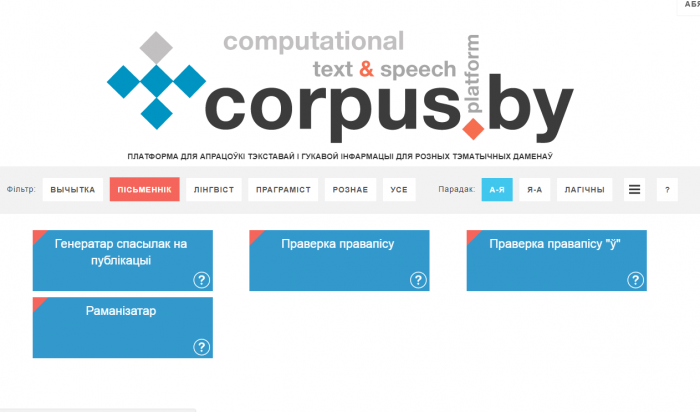 АБЯ
computational
text & speech
platform
corpus.by
ПЛАТФОРМА ДЛЯ АПРАЦОЎКІ ТЭКСТАВАЙ І ГУКАВОЙ ІНФАРМАЦЫІ ДЛЯ РОЗНЫХ ТЭМАТЫЧНЫХ ДАМЕНАЎ
Фільтр: ВЫЧЫТКА ПІСЬМЕННІК ЛІНГВІСТ ПРАГРАМІСТ РОЗНАЕ УСЕ Парадак: А-Я Я-А ЛАГІЧНЫ ?
Генератар спасылак на
публікацыі
?
Праверка правапісу
?
Праверка правапісу "ў"
?
Раманізатар
?